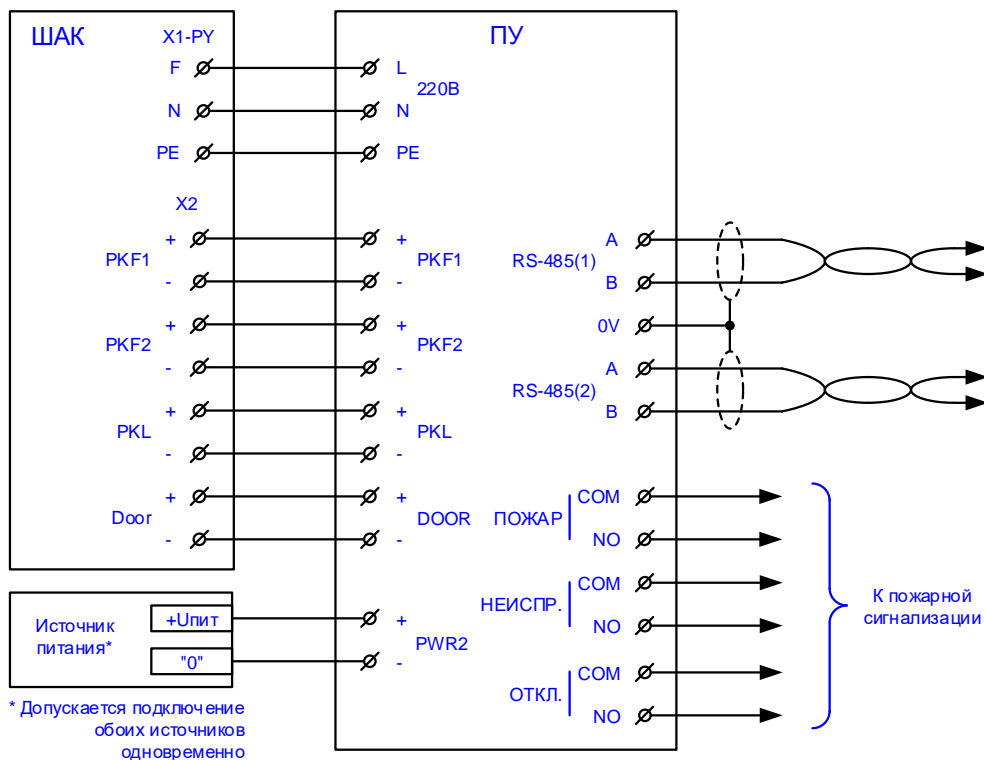 ШАК
X1-PY
F
N
PE
X2
+
PKF1
-
+
PKF2
-
+
PKL
-
+
Door
-
ПУ
L
220В
N
PE
+
PKF1
-
+
PKF2
-
+
PKL
-
+
DOOR
-
+
PWR2
-
A
RS-485(1)
B
0V
A
RS-485(2)
B
COM
ПОЖАР
NO
COM
НЕИСПР.
NO
COM
ОТКЛ.
NO
К пожарной
сигнализации
Источник
питания*
+Uпит
"0"
* Допускается подключение
обоих источников
одновременно